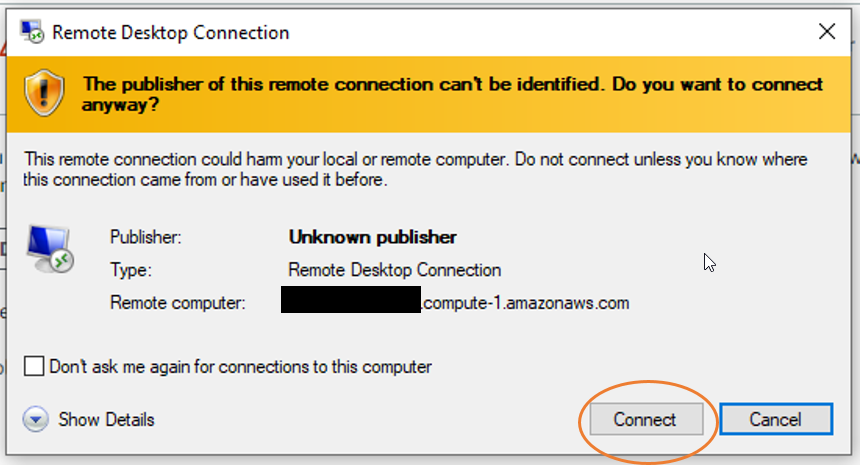 Remote Desktop Connection
The publisher of this remote connection can't be identified. Do you want to connect
anyway?
This remote connection could harm your local or remote computer. Do not connect unless you know where
this connection came from or have used it before.
Publisher: Unknown publisher
Type: Remote Desktop Connection
Remote computer: .compute-1.amazonaws.com
Don't ask me again for connections to this computer
Show Details Connect Cancel